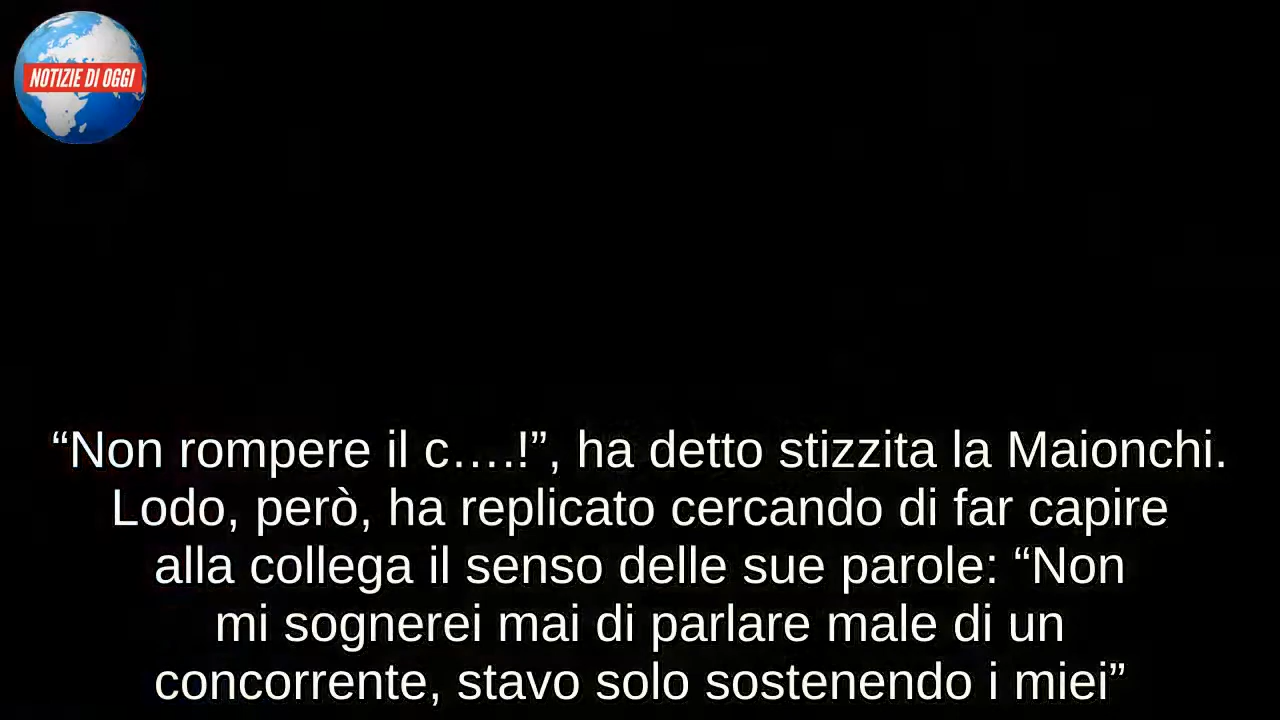 NOTIZIE DI OGGI
“Non rompere il c….!”, ha detto stizzita la Maionchi.
Lodo, però, ha replicato cercando di far capire
alla collega il senso delle sue parole: “Non
mi sognerei mai di parlare male di un
concorrente, stavo solo sostenendo i miei”